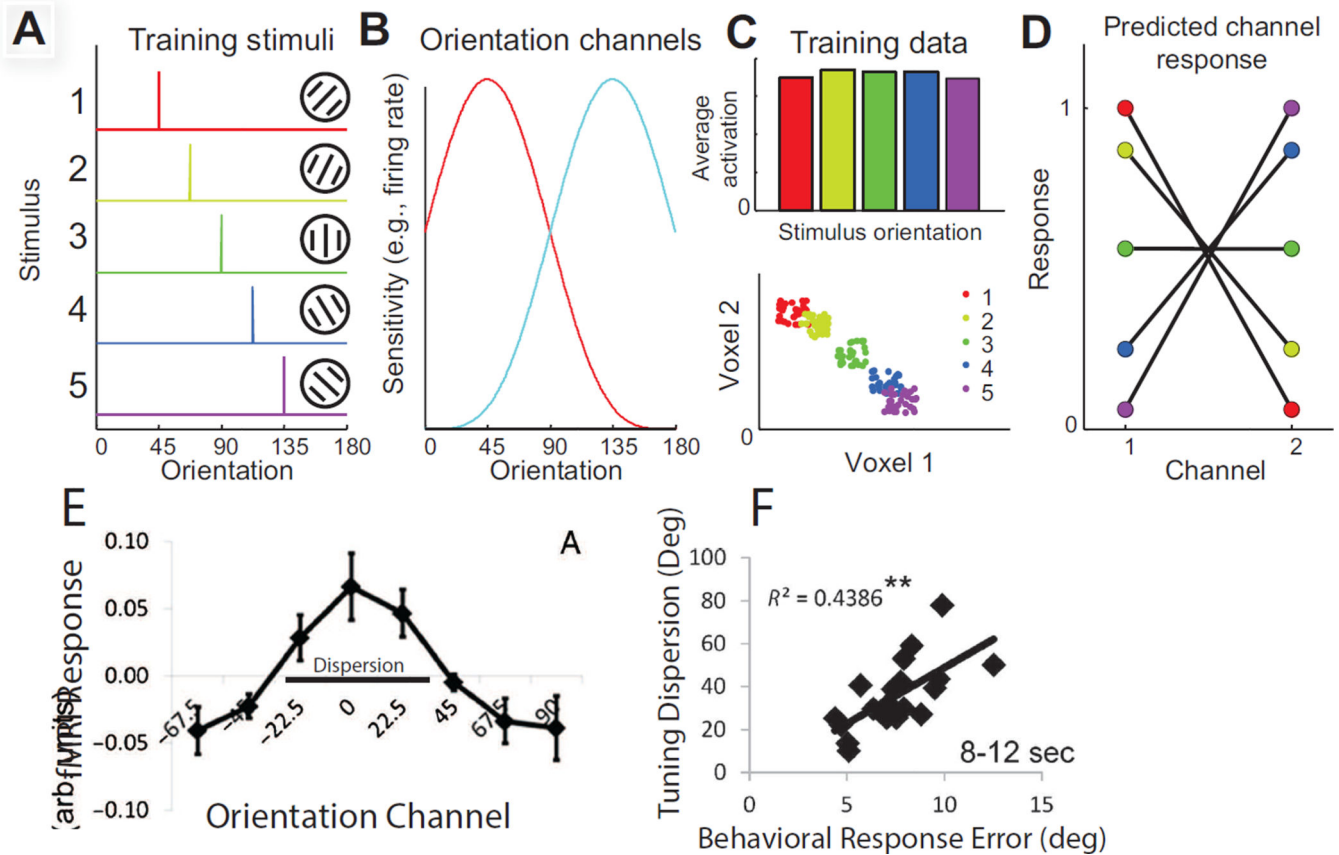 A
Training stimuli
Stimulus
1
2
3
4
5
0 45 90 135 180
Orientation
B
Orientation channels
Sensitivity (e.g., firing rate)
0 45 90 135 180
Orientation
C
Training data
Average
activation
0
Stimulus orientation
Voxel 2
1
2
3
4
5
0
Voxel 1
D
Predicted channel
response
Response
1
0
1 2
Channel
E
A
fMRI Response
(arb units)
0.10
0.05
0.00
−0.05
−0.10
Dispersion
−67.5 −45 −22.5 0 22.5 45 67.5 90
Orientation Channel
F
Tuning Dispersion (Deg)
100
80
60
40
20
0
R² = 0.4386**
8-12 sec
0 5 10 15
Behavioral Response Error (deg)